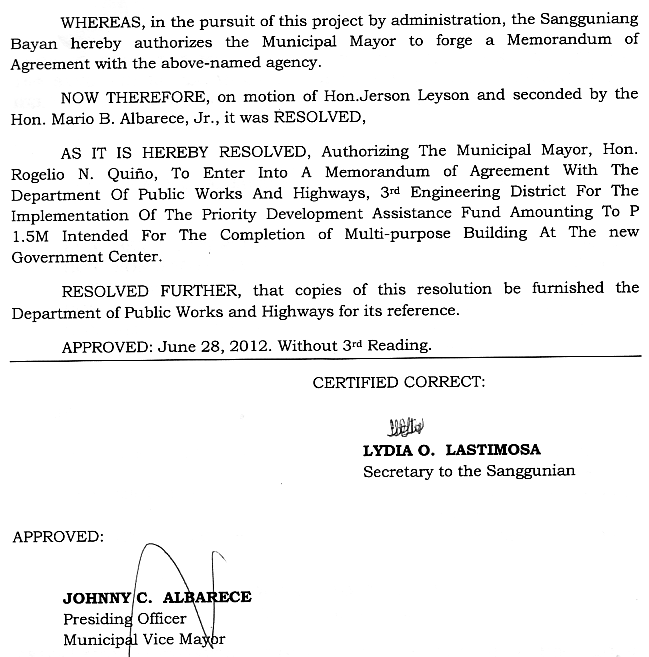 WHEREAS, in the pursuit of this project by administration, the Sangguniang
Bayan hereby authorizes the Municipal Mayor to forge a Memorandum of
Agreement with the above-named agency.
NOW THEREFORE, on motion of Hon.Jerson Leyson and seconded by the
Hon. Mario B. Albarece, Jr., it was RESOLVED,
AS IT IS HEREBY RESOLVED, Authorizing The Municipal Mayor, Hon.
Rogelio N. Quiño, To Enter Into A Memorandum of Agreement With The
Department Of Public Works And Highways, 3rd Engineering District For The
Implementation Of The Priority Development Assistance Fund Amounting To P
1.5M Intended For The Completion of Multi-purpose Building At The new
Government Center.
RESOLVED FURTHER, that copies of this resolution be furnished the
Department of Public Works and Highways for its reference.
APPROVED: June 28, 2012. Without 3rd Reading.
CERTIFIED CORRECT:
LYDIA O. LASTIMOSA
Secretary to the Sanggunian
APPROVED:
JOHNNY C. ALBARECE
Presiding Officer
Municipal Vice Mayor